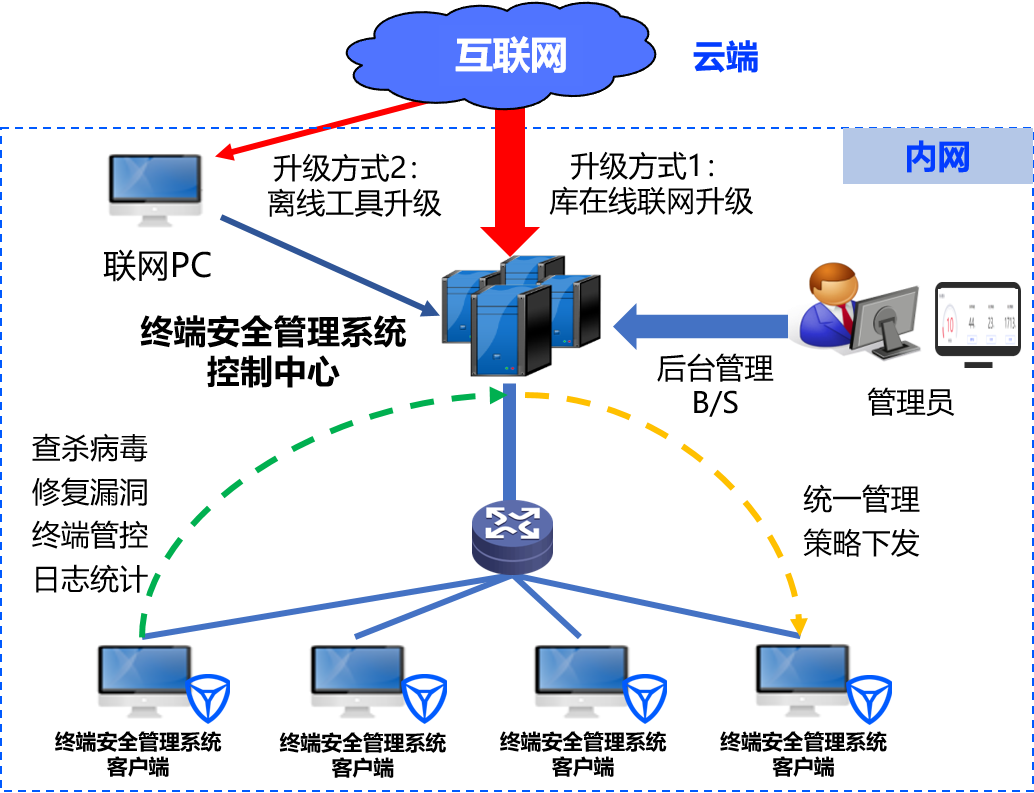 互联网
云端
内网
升级方式2：
离线工具升级
升级方式1：
库在线联网升级
联网PC
终端安全管理系统
控制中心
后台管理
B/S
管理员
10
44
23
1713
查杀病毒
修复漏洞
终端管控
日志统计
统一管理
策略下发
终端安全管理系统
客户端
终端安全管理系统
客户端
终端安全管理系统
客户端
终端安全管理系统
客户端